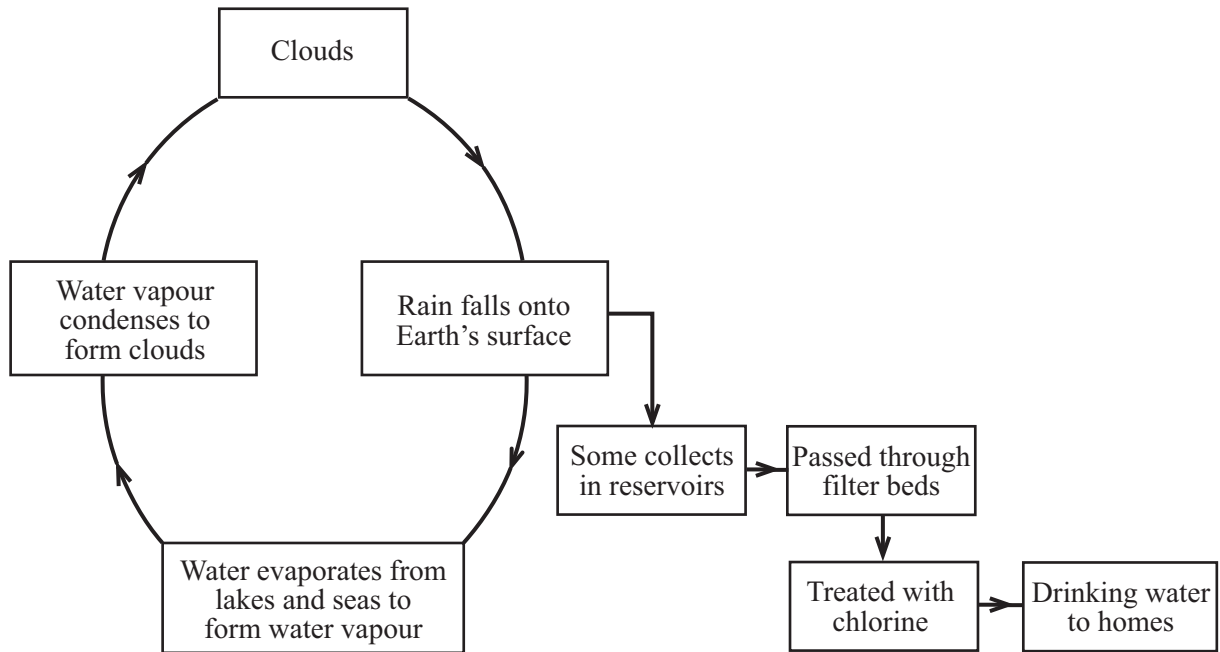 Clouds
Water vapour
condenses to
form clouds
Rain falls onto
Earth’s surface
Some collects
in reservoirs
Passed through
filter beds
Water evaporates from
lakes and seas to
form water vapour
Treated with
chlorine
Drinking water
to homes